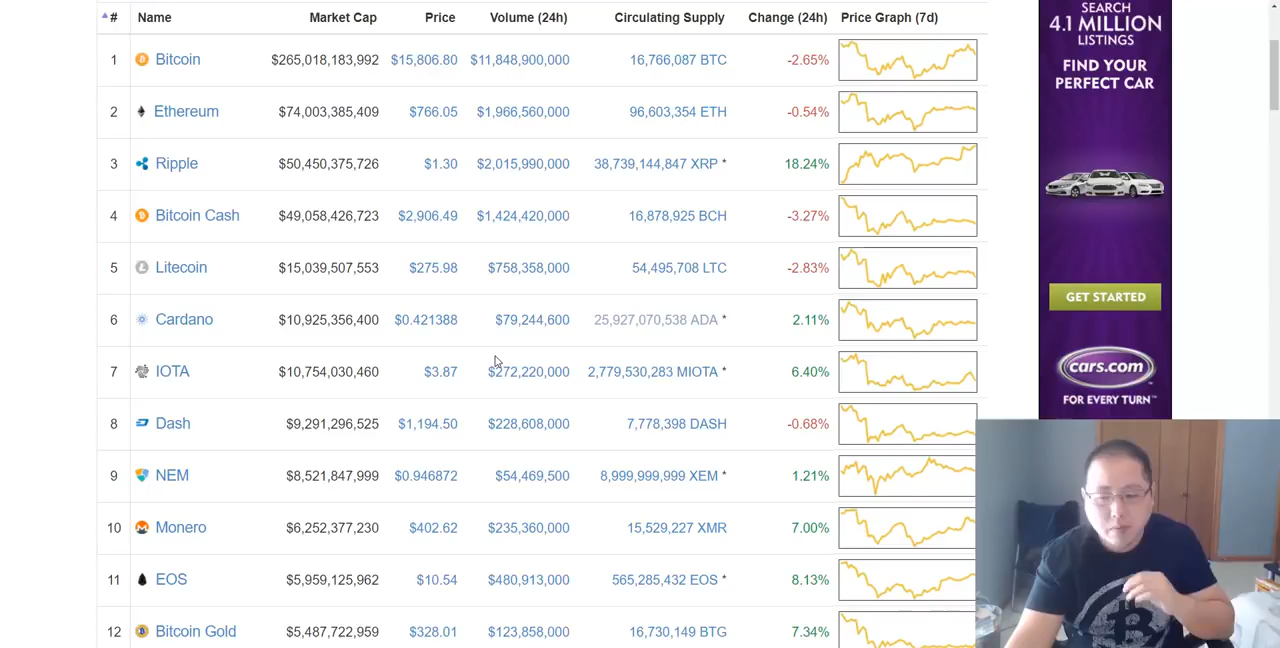 # Name Market Cap Price Volume (24h) Circulating Supply Change (24h) Price Graph (7d)
1 Bitcoin $265,018,183,992 $15,806.80 $11,848,900,000 16,766,087 BTC -2.65%
2 Ethereum $74,003,385,409 $766.05 $1,966,560,000 96,603,354 ETH -0.54%
3 Ripple $50,450,375,726 $1.30 $2,015,990,000 38,739,144,847 XRP * 18.24%
4 Bitcoin Cash $49,058,426,723 $2,906.49 $1,424,420,000 16,878,925 BCH -3.27%
5 Litecoin $15,039,507,553 $275.98 $758,358,000 54,495,708 LTC -2.83%
6 Cardano $10,925,356,400 $0.421388 $79,244,600 25,927,070,538 ADA * 2.11%
7 IOTA $10,754,030,460 $3.87 $272,220,000 2,779,530,283 MIOTA * 6.40%
8 Dash $9,291,296,525 $1,194.50 $228,608,000 7,778,398 DASH -0.68%
9 NEM $8,521,847,999 $0.946872 $54,469,500 8,999,999,999 XEM * 1.21%
10 Monero $6,252,377,230 $402.62 $235,360,000 15,529,227 XMR 7.00%
11 EOS $5,959,125,962 $10.54 $480,913,000 565,285,432 EOS * 8.13%
12 Bitcoin Gold $5,487,722,959 $328.01 $123,858,000 16,730,149 BTG 7.34%
SEARCH
4.1 MILLION
LISTINGS
FIND YOUR
PERFECT CAR
GET STARTED
cars.com
FOR EVERY TURN™